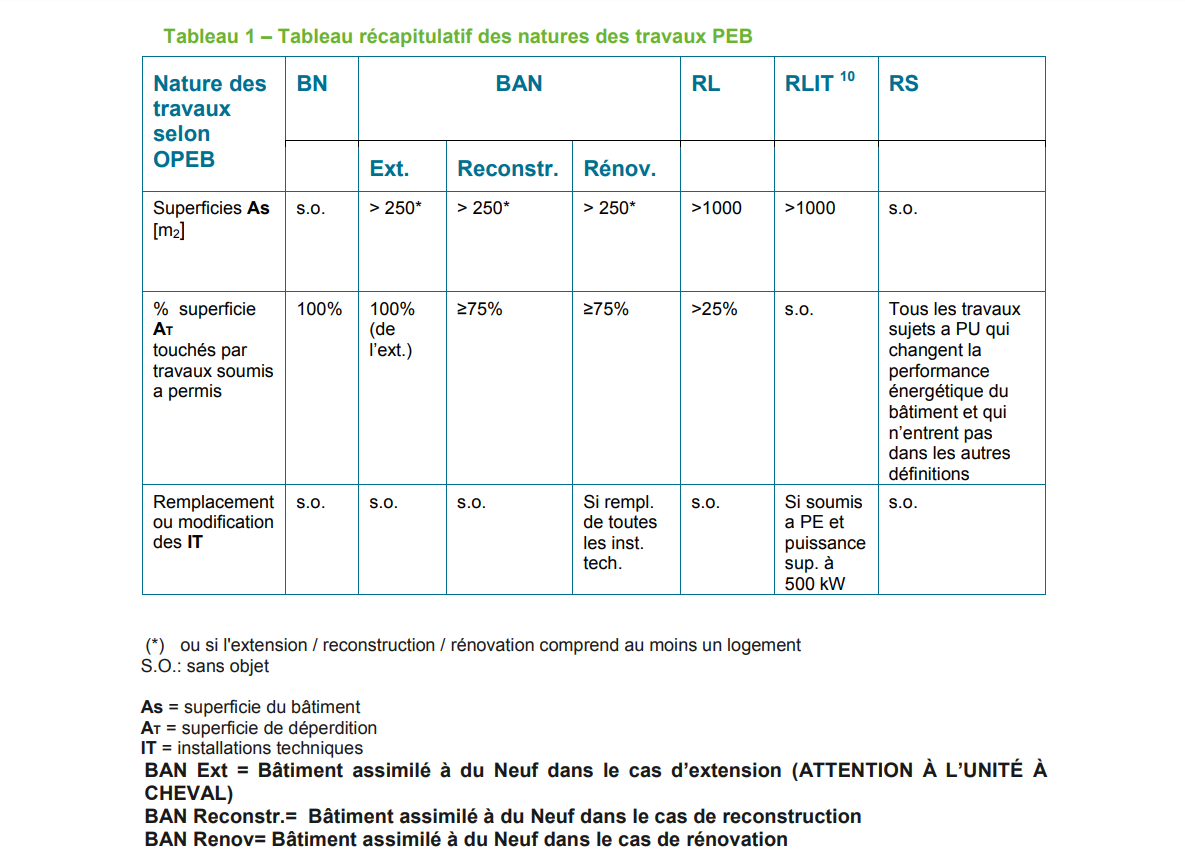 Tableau 1 – Tableau récapitulatif des natures des travaux PEB
Nature des travaux selon OPEB BN BAN RL RLIT 10 RS
Ext. Reconstr. Rénov.
Superficies As [m2] s.o. > 250* > 250* > 250* >1000 >1000 s.o.
% superficie AT touchés par travaux soumis a permis 100% 100% (de l’ext.) ≥75% ≥75% >25% s.o. Tous les travaux sujets a PU qui changent la performance énergétique du bâtiment et qui n’entrent pas dans les autres définitions
Remplacement ou modification des IT s.o. s.o. s.o. Si rempl. de toutes les inst. tech. s.o. Si soumis a PE et puissance sup. à 500 kW s.o.
(*) ou si l'extension / reconstruction / rénovation comprend au moins un logement
S.O.: sans objet
As = superficie du bâtiment
AT = superficie de déperdition
IT = installations techniques
BAN Ext = Bâtiment assimilé à du Neuf dans le cas d’extension (ATTENTION À L’UNITÉ À
CHEVAL)
BAN Reconstr.= Bâtiment assimilé à du Neuf dans le cas de reconstruction
BAN Renov= Bâtiment assimilé à du Neuf dans le cas de rénovation